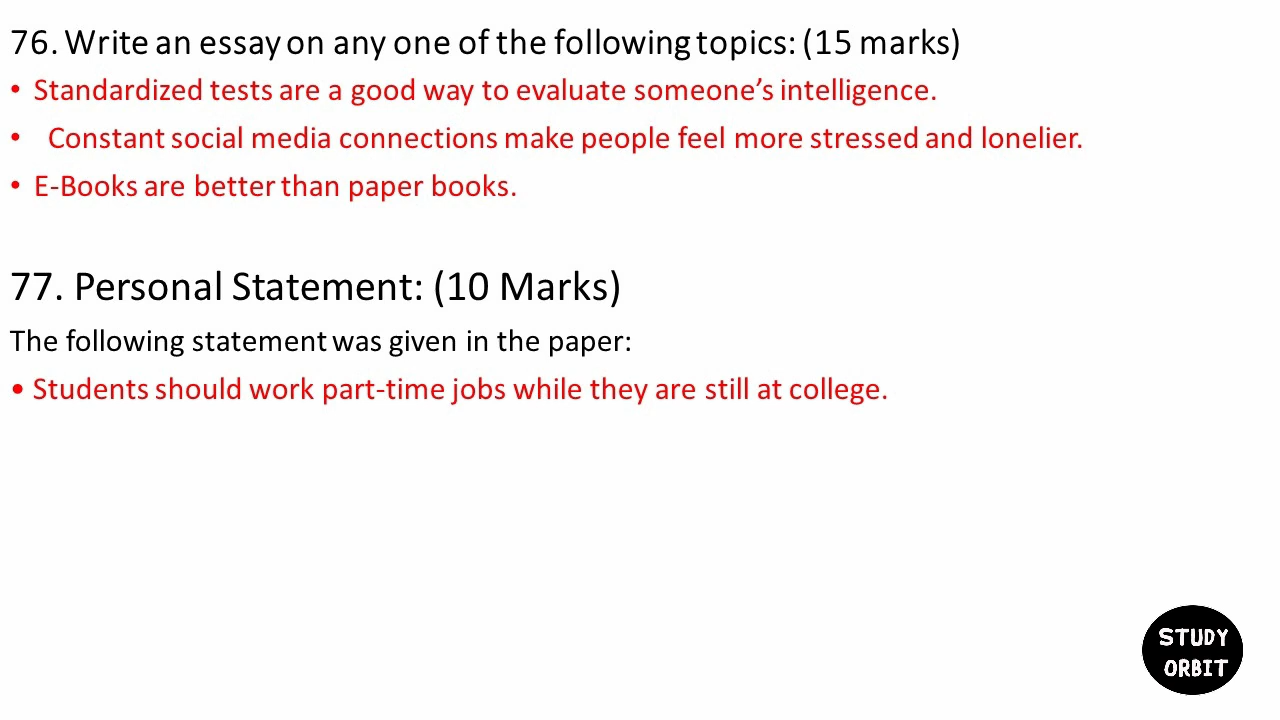 76. Write an essay on any one of the following topics: (15 marks)
• Standardized tests are a good way to evaluate someone’s intelligence.
• Constant social media connections make people feel more stressed and lonelier.
• E-Books are better than paper books.
77. Personal Statement: (10 Marks)
The following statement was given in the paper:
• Students should work part-time jobs while they are still at college.
STUDY
ORBIT